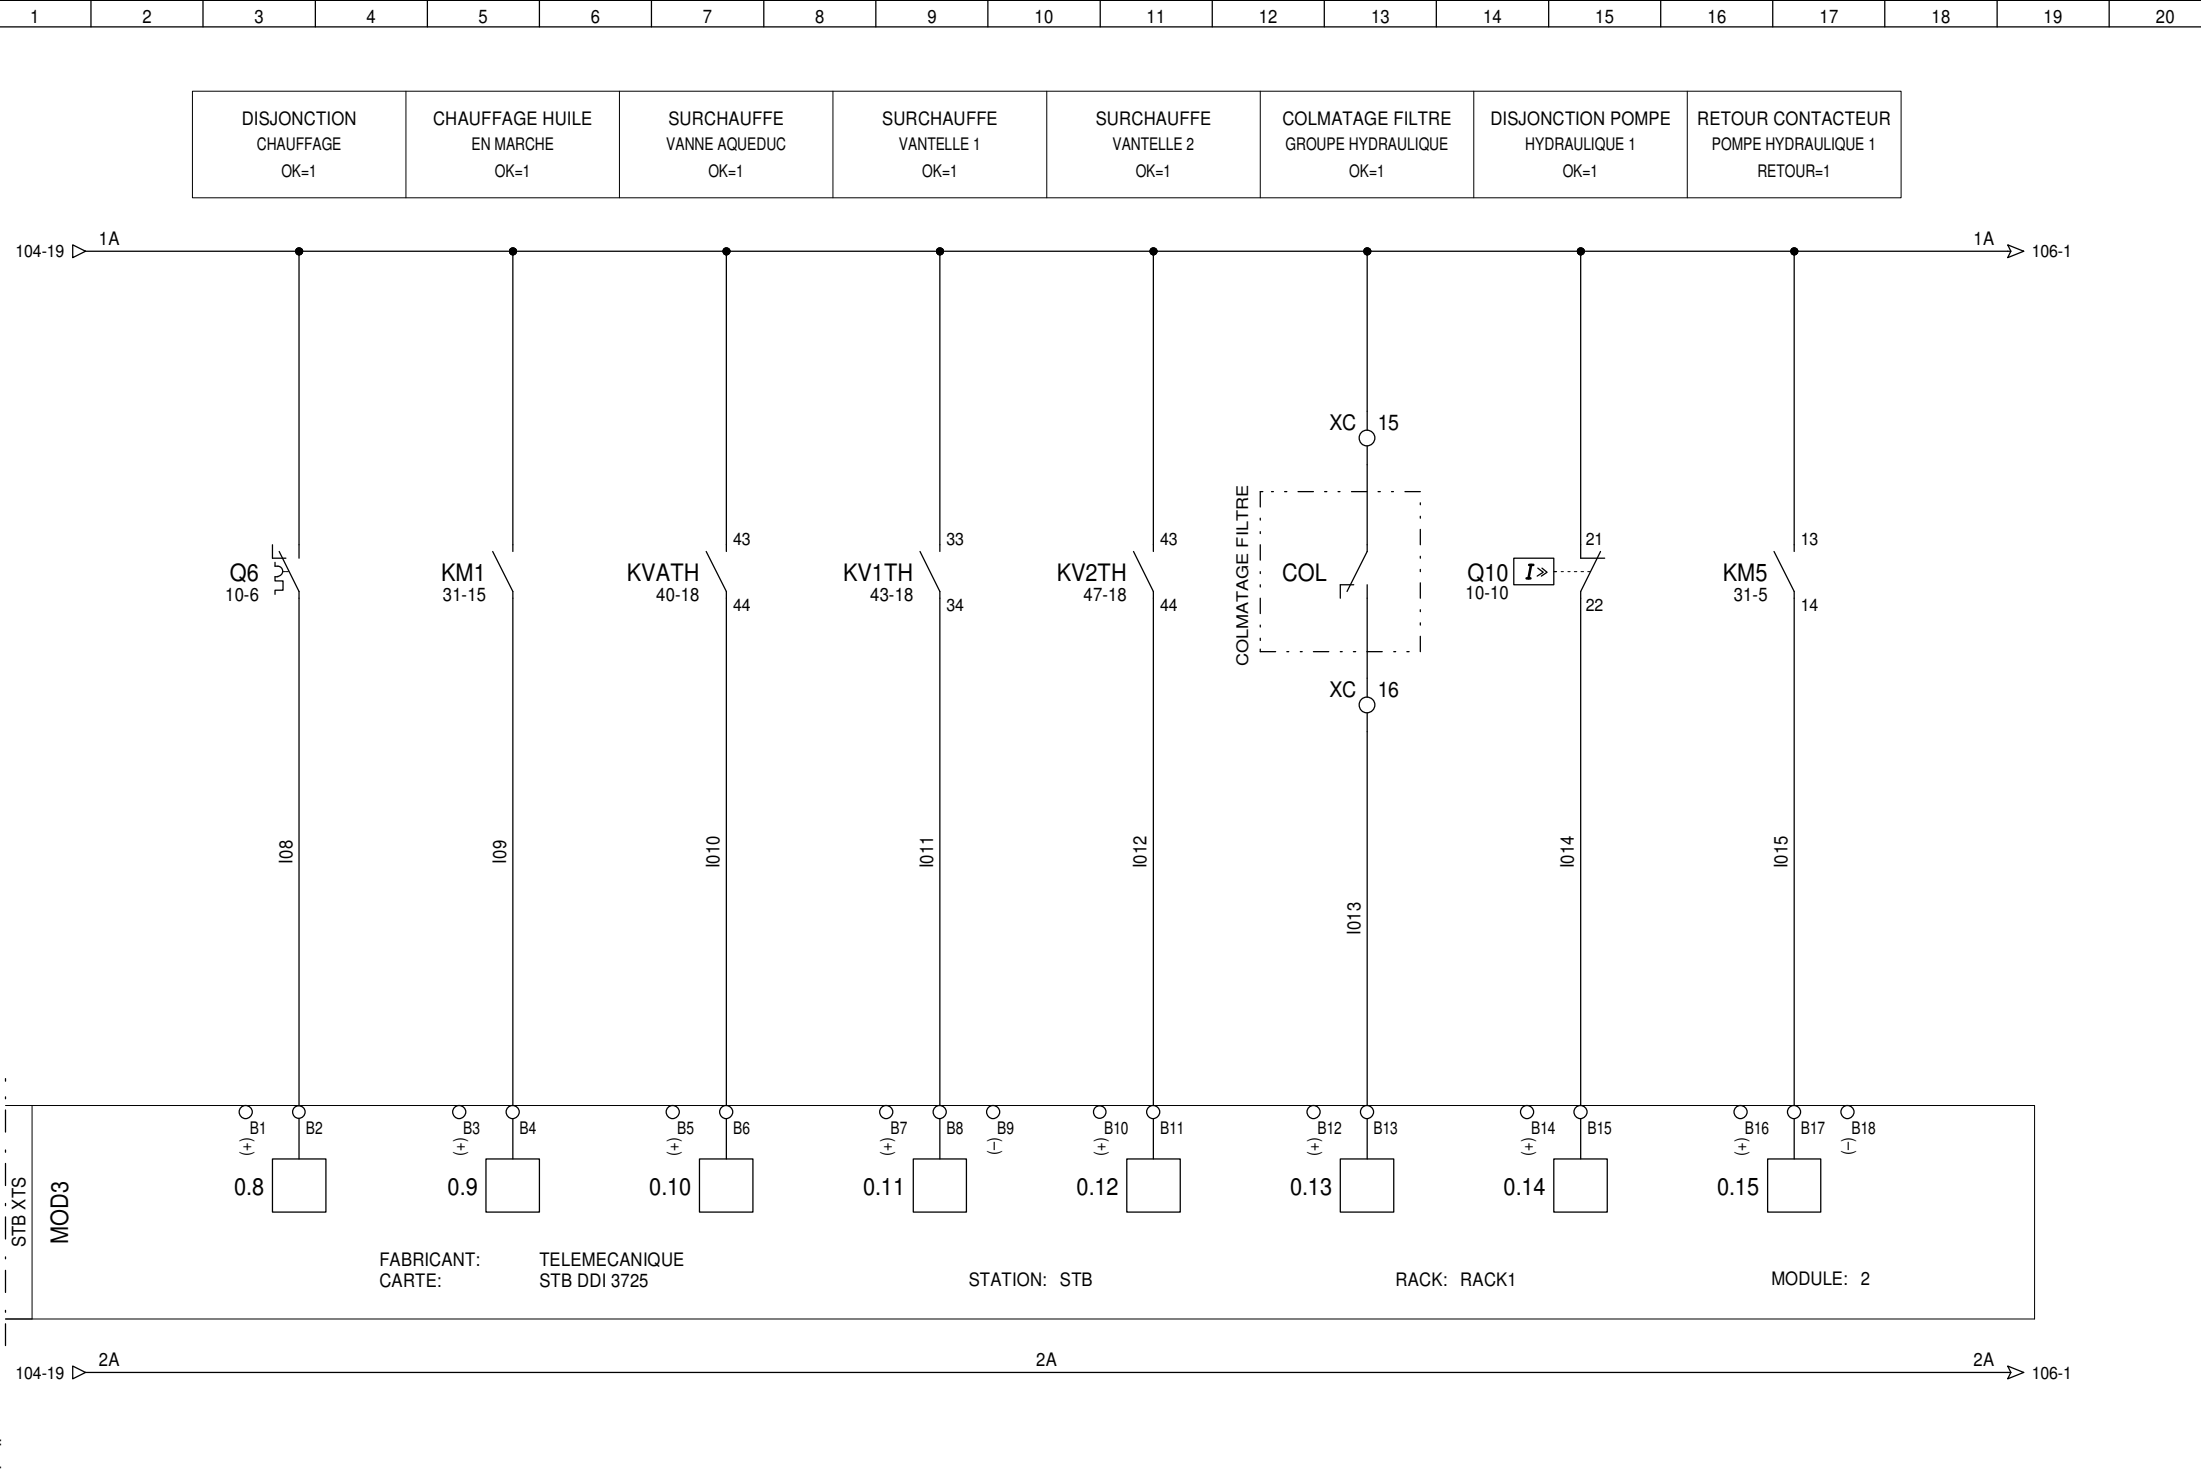 1 2 3 4 5 6 7 8 9 10 11 12 13 14 15 16 17 18 19 20
DISJONCTION
CHAUFFAGE
OK=1
CHAUFFAGE HUILE
EN MARCHE
OK=1
SURCHAUFFE
VANNE AQUEDUC
OK=1
SURCHAUFFE
VANTELLE 1
OK=1
SURCHAUFFE
VANTELLE 2
OK=1
COLMATAGE FILTRE
GROUPE HYDRAULIQUE
OK=1
DISJONCTION POMPE
HYDRAULIQUE 1
OK=1
RETOUR CONTACTEUR
POMPE HYDRAULIQUE 1
RETOUR=1
104-19 1A 1A 106-1
XC 15
COLMATAGE FILTRE
Q6
10-6
KM1
31-15
43
KVATH
40-18
44
33
KV1TH
43-18
34
43
KV2TH
47-18
44
COL
21
Q10 I>>
10-10
22
13
KM5
31-5
14
XC 16
I08 I09 I010 I011 I012 I013 I014 I015
B1 B2 B3 B4 B5 B6 B7 B8 B9 B10 B11 B12 B13 B14 B15 B16 B17 B18
(+) (+) (+) (+) (−) (+) (+) (+) (+) (−)
STB XTS
MOD3
0.8 0.9 0.10 0.11 0.12 0.13 0.14 0.15
FABRICANT: TELEMECANIQUE
CARTE: STB DDI 3725
STATION: STB
RACK: RACK1
MODULE: 2
104-19 2A 2A 2A 106-1